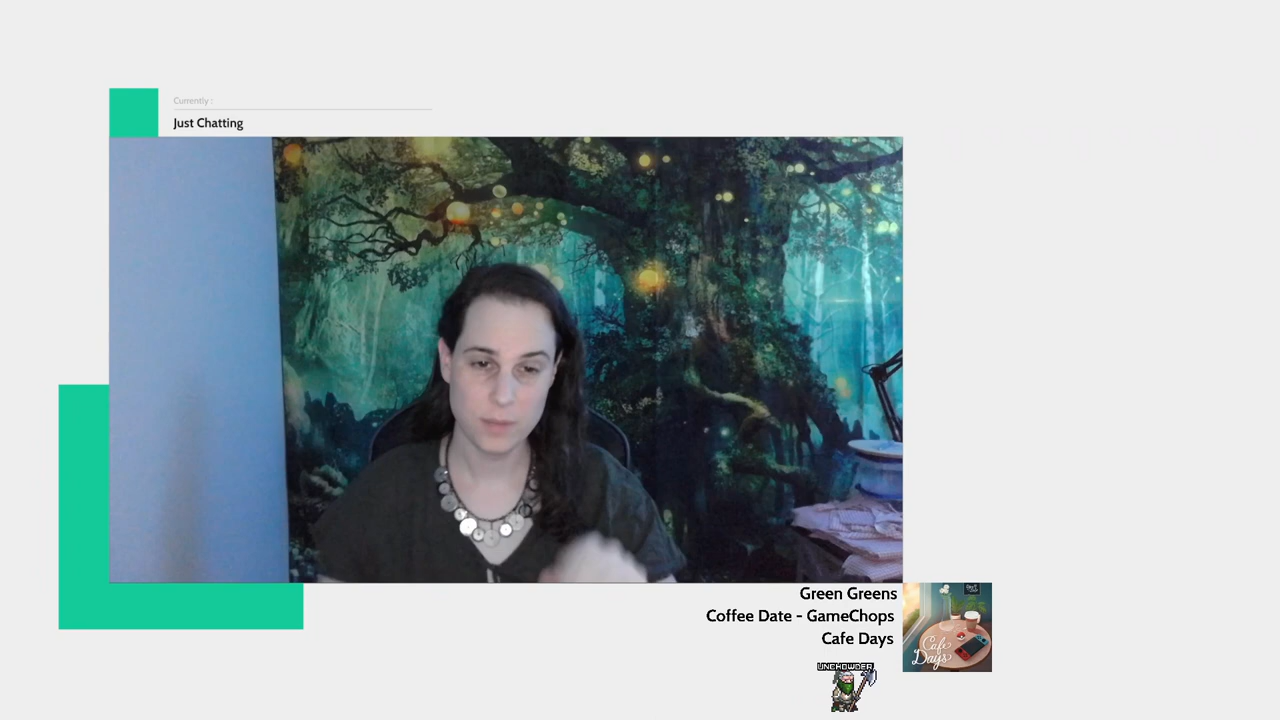 Currently :
Just Chatting
Green Greens
Coffee Date - GameChops
Cafe Days
Cafe
Days
UNCHOWDER